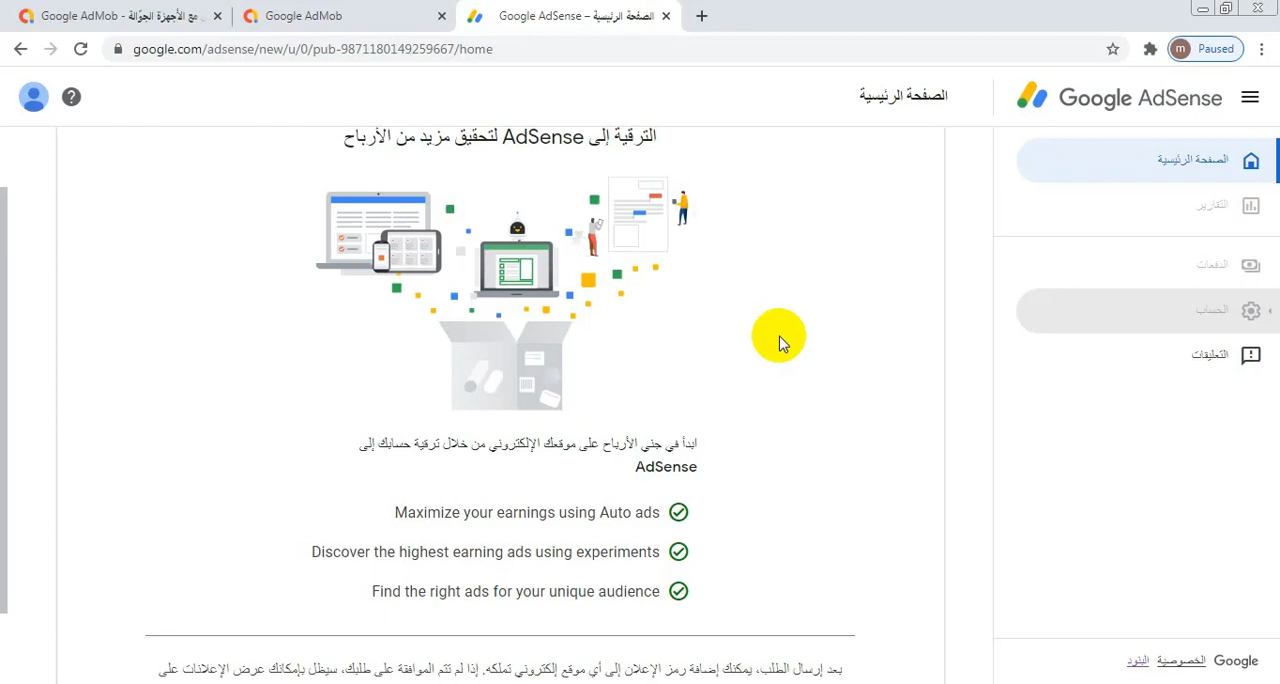 مع الأجهزة الجوّالة - Google AdMob
Google AdMob
الصفحة الرئيسية – Google AdSense
google.com/adsense/new/u/0/pub-9871180149259667/home
m Paused
الصفحة الرئيسية
Google AdSense
الصفحة الرئيسية
التقارير
الدفعات
الحساب
التعليقات
الترقية إلى AdSense لتحقيق مزيد من الأرباح
ابدأ في جني الأرباح على موقعك الإلكتروني من خلال ترقية حسابك إلى
AdSense
Maximize your earnings using Auto ads
Discover the highest earning ads using experiments
Find the right ads for your unique audience
بعد إرسال الطلب، يمكنك إضافة رمز الإعلان إلى أي موقع إلكتروني تملكه. إذا لم تتم الموافقة على طلبك، سيظل بإمكانك عرض الإعلانات على
Google الخصوصية البنود